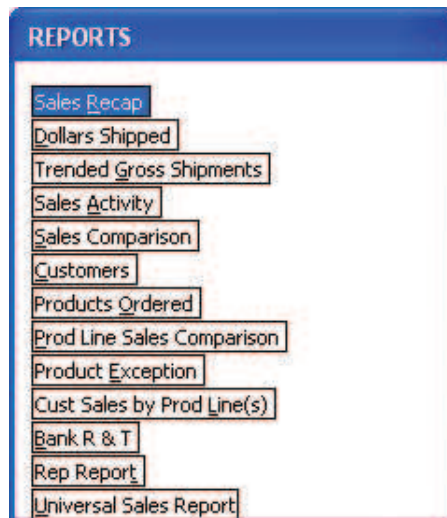 REPORTS
Sales Recap
Dollars Shipped
Trended Gross Shipments
Sales Activity
Sales Comparison
Customers
Products Ordered
Prod Line Sales Comparison
Product Exception
Cust Sales by Prod Line(s)
Bank R & T
Rep Report
Universal Sales Report